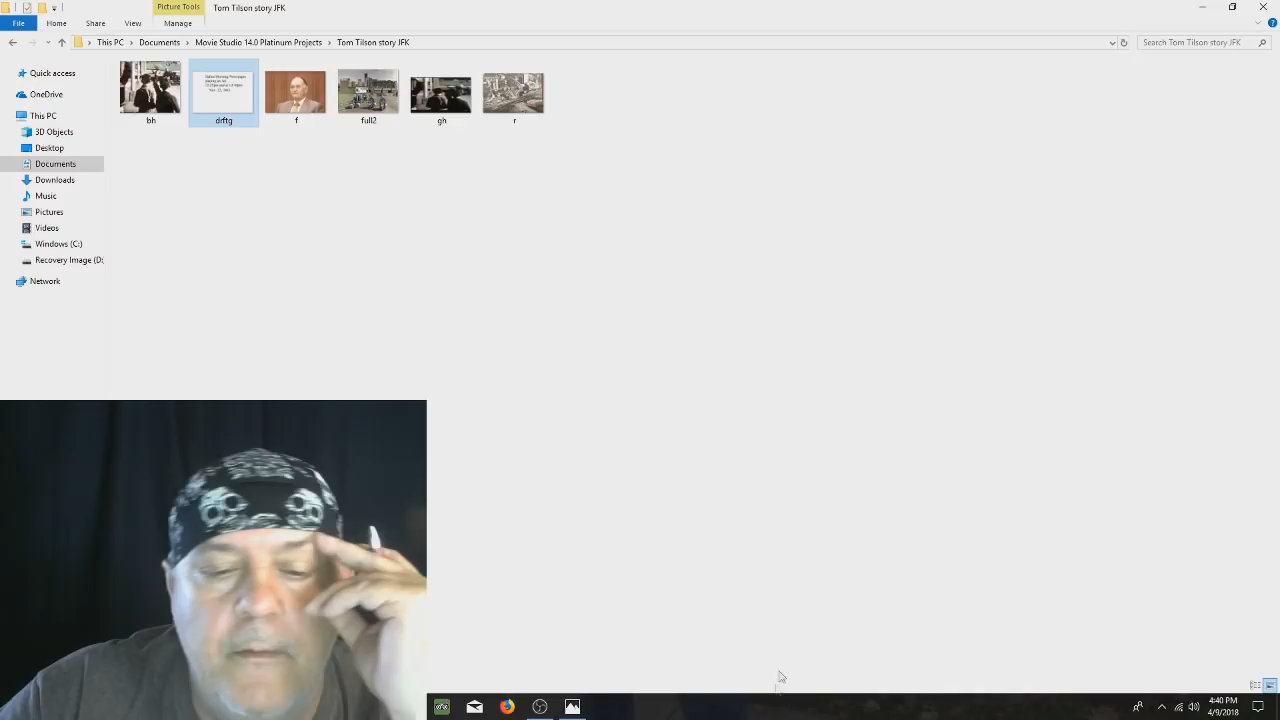 Picture Tools
Tom Tilson story JFK
File
Home
Share
View
Manage
This PC
Documents
Movie Studio 14.0 Platinum Projects
Tom Tilson story JFK
Search Tom Tilson story JFK
Quick access
OneDrive
This PC
3D Objects
Desktop
Documents
Downloads
Music
Pictures
Videos
Windows (C:)
Recovery Image (D:
Network
bh
drftg
f
full2
gh
r
4:40 PM
4/9/2018